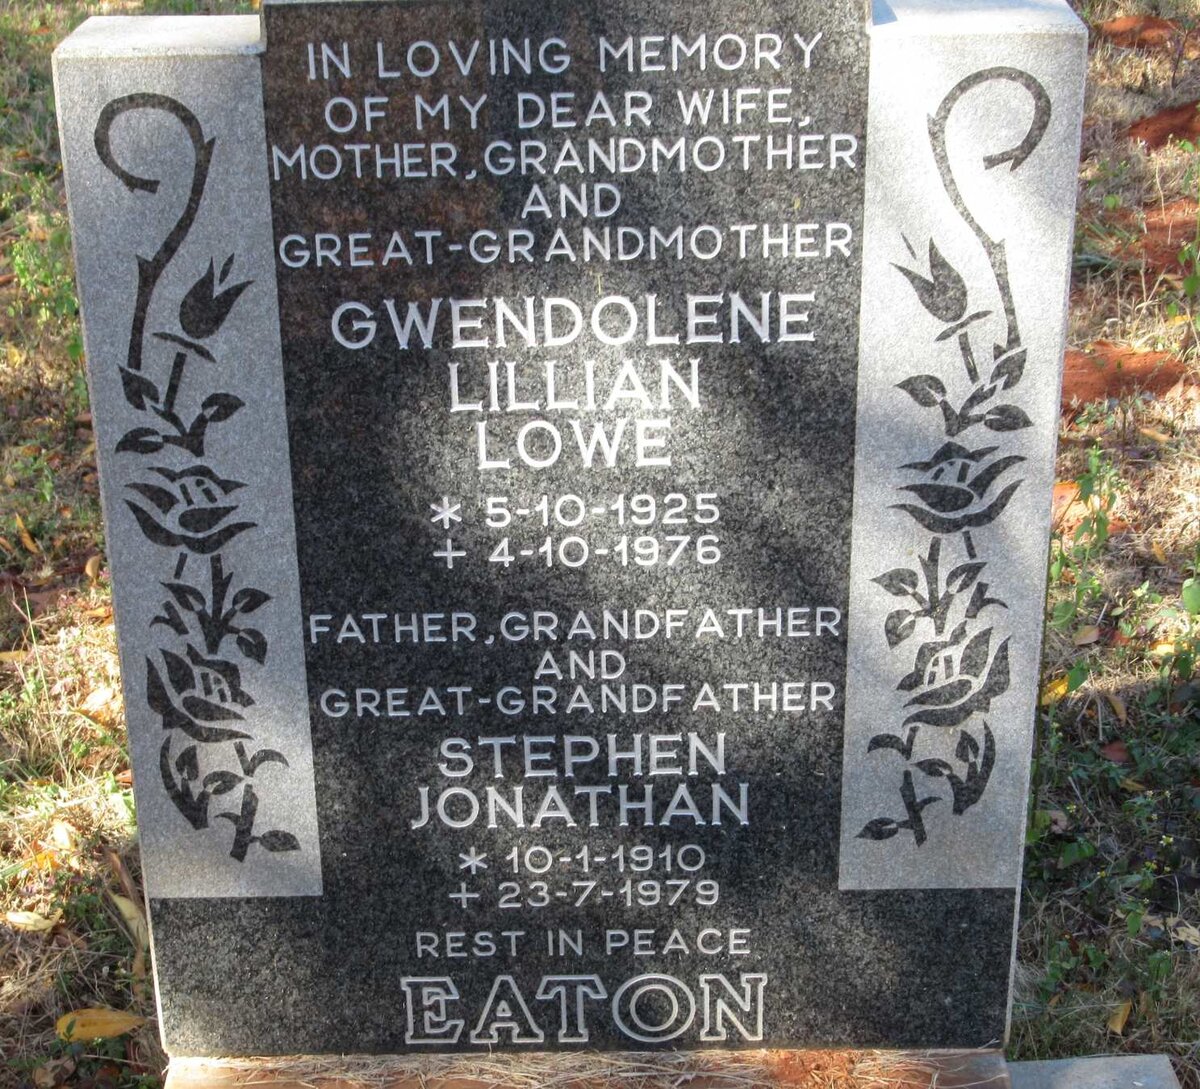 IN LOVING MEMORY
OF MY DEAR WIFE,
MOTHER, GRANDMOTHER
AND
GREAT-GRANDMOTHER
GWENDOLENE
LILLIAN
LOWE
* 5-10-1925
+ 4-10-1976
FATHER, GRANDFATHER
AND
GREAT-GRANDFATHER
STEPHEN
JONATHAN
* 10-1-1910
+ 23-7-1979
REST IN PEACE
EATON